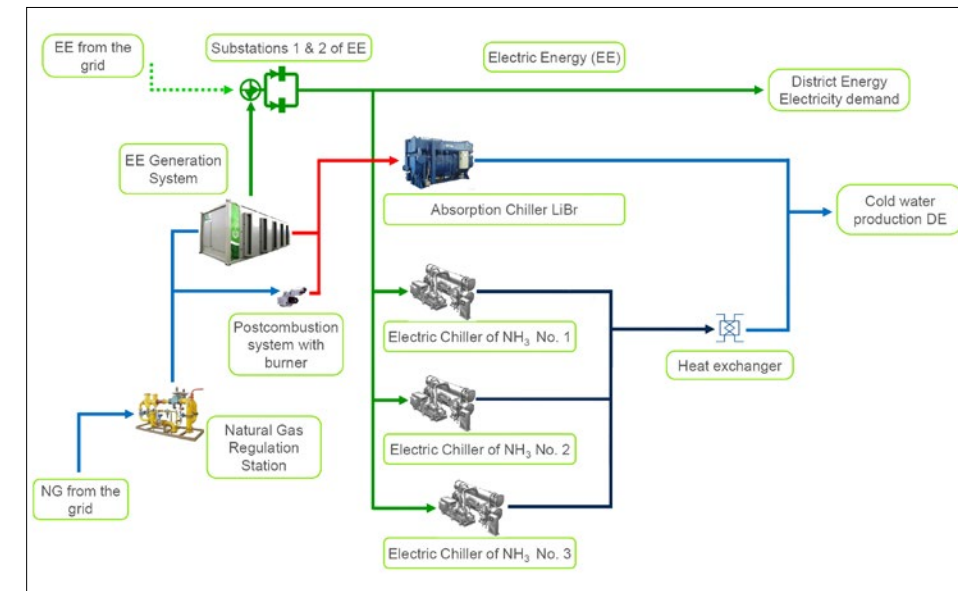 EE from the
grid
Substations 1 & 2 of EE
Electric Energy (EE)
District Energy
Electricity demand
EE Generation
System
Absorption Chiller LiBr
Cold water
production DE
Electric Chiller of NH₃ No. 1
Postcombustion
system with
burner
Heat exchanger
Natural Gas
Regulation
Station
Electric Chiller of NH₃ No. 2
NG from the
grid
Electric Chiller of NH₃ No. 3